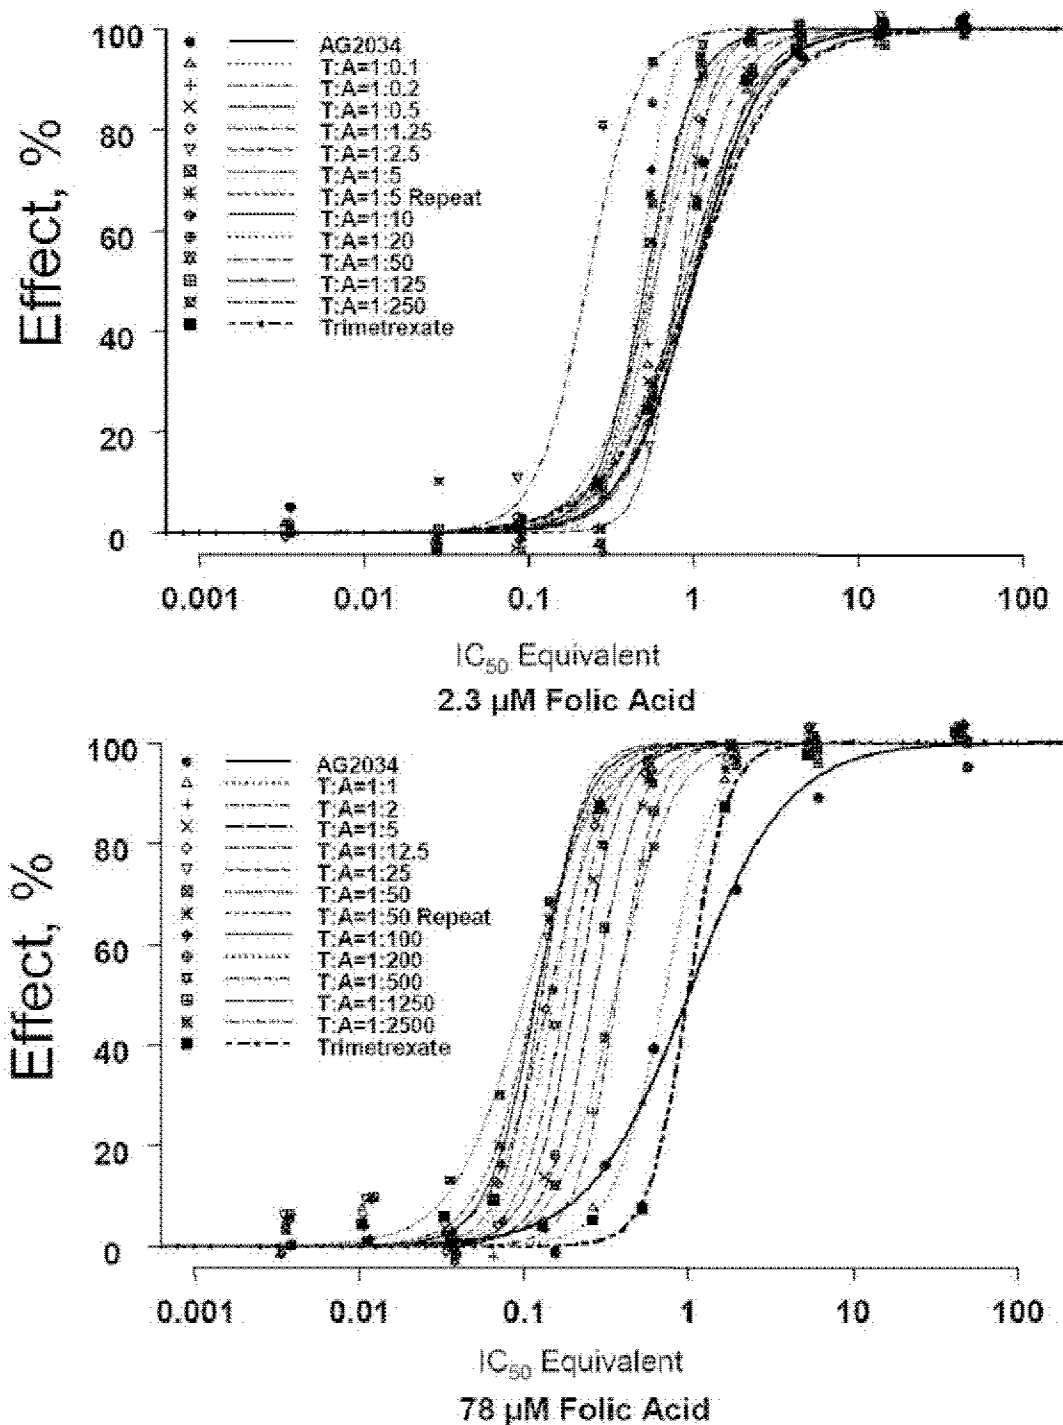 Effect, %
100
80
60
40
20
0
AG2034
T:A=1:0.1
T:A=1:0.2
T:A=1:0.5
T:A=1:1.25
T:A=1:2.5
T:A=1:5
T:A=1:5 Repeat
T:A=1:10
T:A=1:20
T:A=1:50
T:A=1:125
T:A=1:250
Trimetrexate
0.001 0.01 0.1 1 10 100
IC50 Equivalent
2.3 µM Folic Acid
Effect, %
100
80
60
40
20
0
AG2034
T:A=1:1
T:A=1:2
T:A=1:5
T:A=1:12.5
T:A=1:25
T:A=1:50
T:A=1:50 Repeat
T:A=1:100
T:A=1:200
T:A=1:500
T:A=1:1250
T:A=1:2500
Trimetrexate
0.001 0.01 0.1 1 10 100
IC50 Equivalent
78 µM Folic Acid